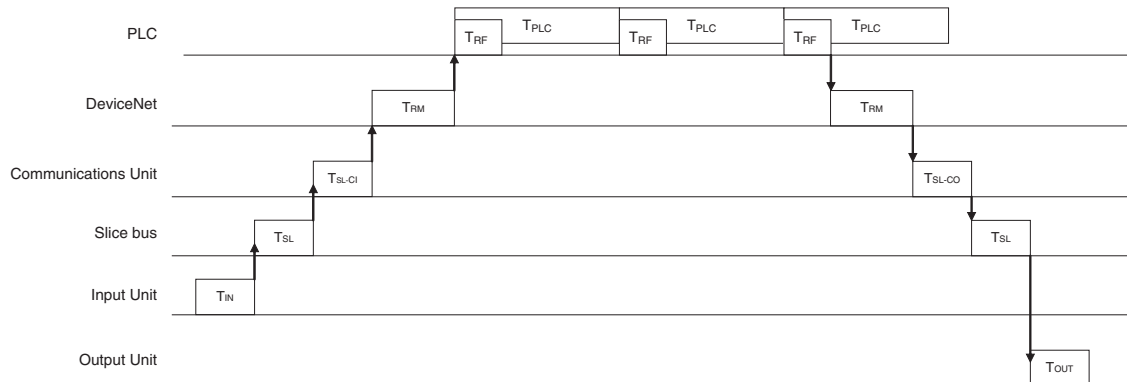 PLC
TRF
TPLC
TRF
TPLC
TRF
TPLC
DeviceNet
TRM
TRM
Communications Unit
TSL-CI
TSL-CO
Slice bus
TSL
TSL
Input Unit
TIN
Output Unit
TOUT